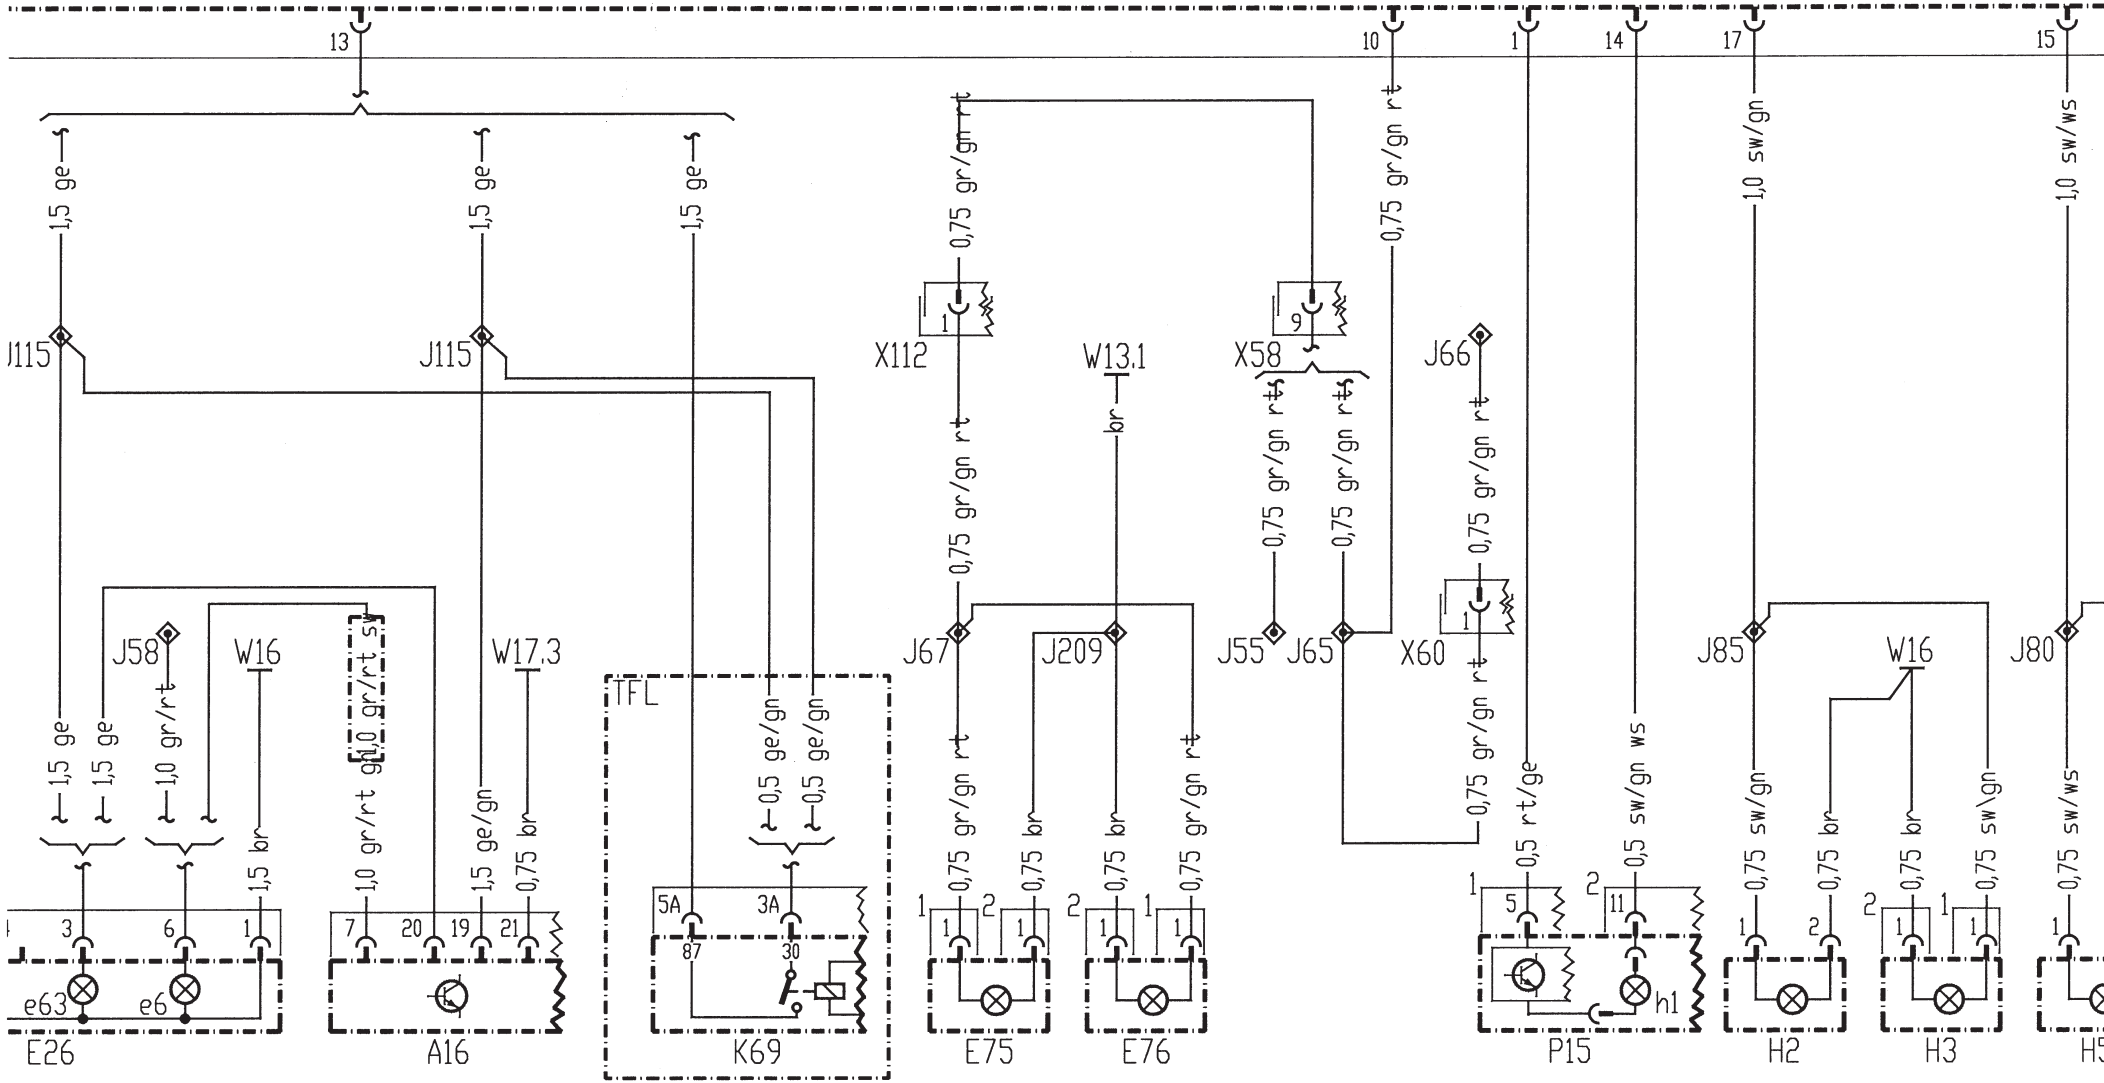 13
10
1
14
17
15
1,5 ge
1,5 ge
1,5 ge
0,75 gr/gn rt
0,75 gr/gn rt
1,0 sw/gn
1,0 sw/ws
J115
J115
1
X112
W13.1
9
X58
J66
br
0,75 gr/gn rt
0,75 gr/gn rt
0,75 gr/gn rt
0,75 gr/gn rt
J58
W16
W17.3
J67
J209
J55
J65
1
X60
J85
W16
J80
TFL
1,5 ge
1,5 ge
1,0 gr/rt
1,5 br
1,0 gr/rt sw
1,0 gr/rt gn
1,5 ge/gn
0,75 br
0,5 ge/gn
0,5 ge/gn
0,75 gr/gn rt
0,75 br
0,75 br
0,75 gr/gn rt
0,75 gr/gn rt
0,5 rt/ge
0,5 sw/gn ws
0,75 sw/gn
0,75 br
0,75 br
0,75 sw\gn
0,75 sw/ws
3
6
1
7
20
19
21
5A
3A
87
30
1
1
2
1
2
1
1
1
1
5
2
11
1
2
2
1
1
1
1
e63
e6
h1
E26
A16
K69
E75
E76
P15
H2
H3